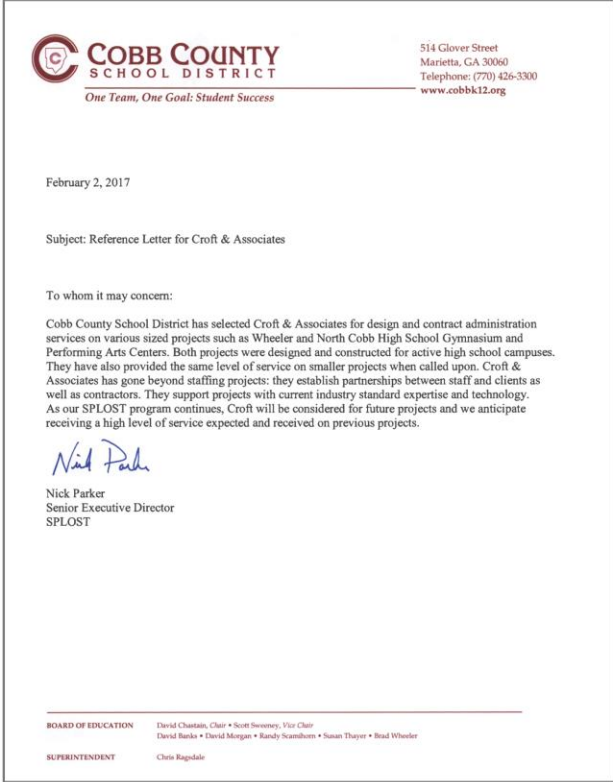 COBB COUNTY
SCHOOL DISTRICT
One Team, One Goal: Student Success
514 Glover Street
Marietta, GA 30060
Telephone: (770) 426-3300
www.cobbk12.org
February 2, 2017
Subject: Reference Letter for Croft & Associates
To whom it may concern:
Cobb County School District has selected Croft & Associates for design and contract administration
services on various sized projects such as Wheeler and North Cobb High School Gymnasium and
Performing Arts Centers. Both projects were designed and constructed for active high school campuses.
They have also provided the same level of service on smaller projects when called upon. Croft &
Associates has gone beyond staffing projects: they establish partnerships between staff and clients as
well as contractors. They support projects with current industry standard expertise and technology.
As our SPLOST program continues, Croft will be considered for future projects and we anticipate
receiving a high level of service expected and received on previous projects.
Nick Parker
Nick Parker
Senior Executive Director
SPLOST
BOARD OF EDUCATION David Chastain, Chair • Scott Sweeney, Vice Chair
David Banks • David Morgan • Randy Scamihorn • Susan Thayer • Brad Wheeler
SUPERINTENDENT Chris Ragsdale